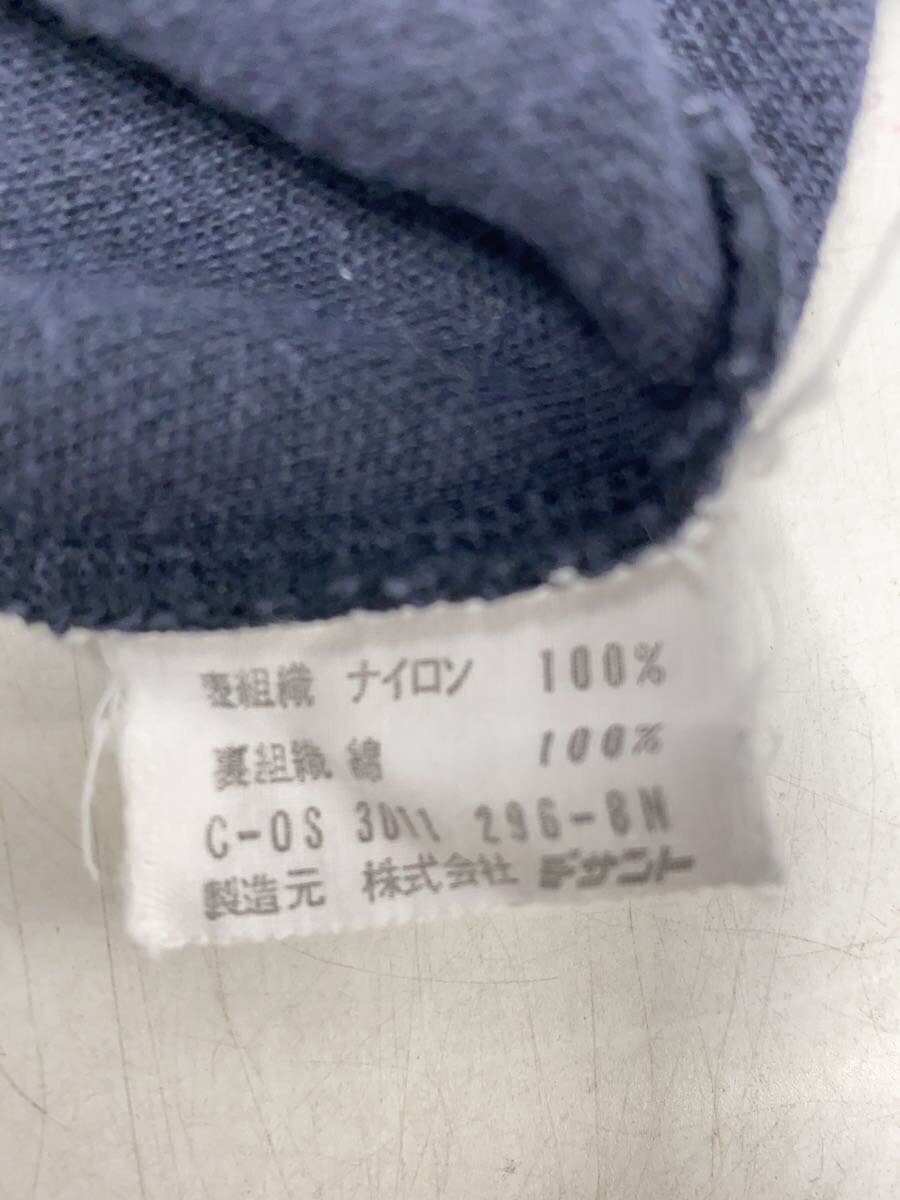 表組織 ナイロン 100%
裏組織 綿 100%
C-OS 296-8N
製造元 株式会社 デサント